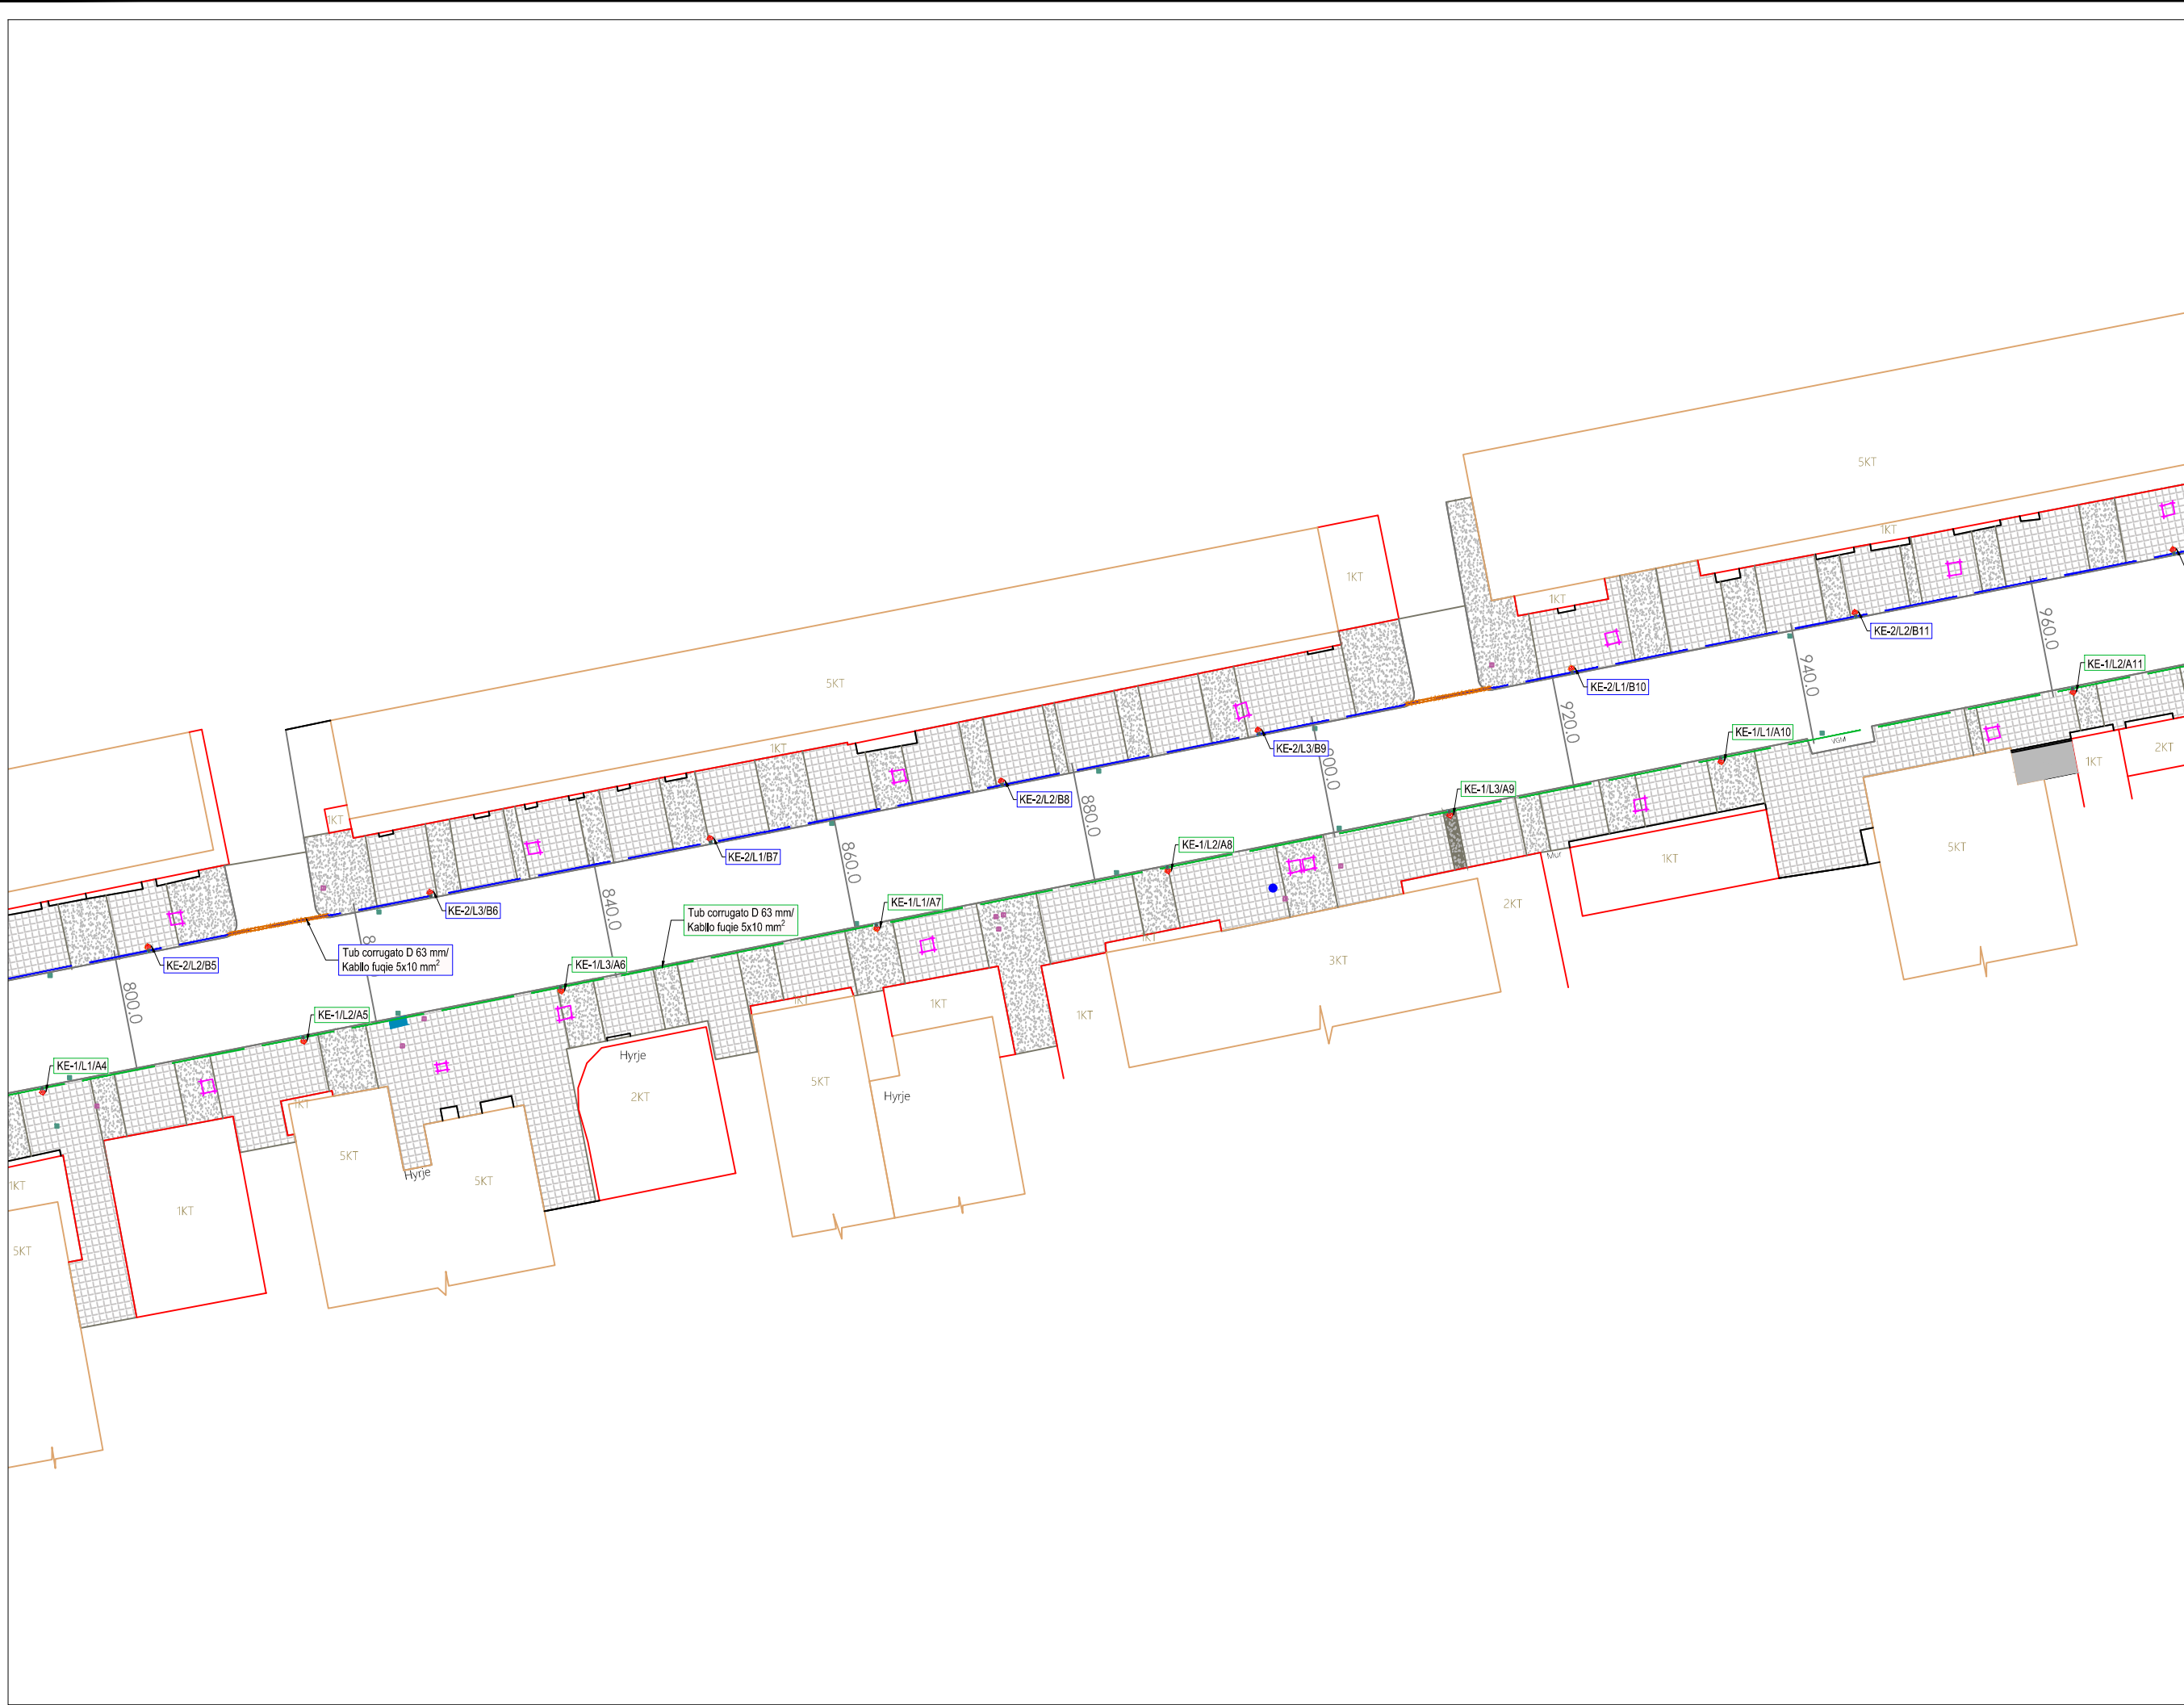 5KT
1KT
1KT
1KT
KE-2/L2/B11
960.0
KE-1/L2/A11
940.0
5KT
KE-2/L1/B10
920.0
1KT
KE-2/L3/B9
KE-1/L1/A10
VGM
2KT
1KT
KE-2/L2/B8
KE-1/L3/A9
880.0
1KT
KE-2/L1/B7
KE-1/L2/A8
Mur
1KT
5KT
860.0
KE-1/L1/A7
2KT
KE-2/L3/B6
840.0
Tub corrugato D 63 mm/
Kabllo fuqie 5x10 mm²
1KT
3KT
KE-2/L2/B5
Tub corrugato D 63 mm/
Kabllo fuqie 5x10 mm²
KE-1/L3/A6
1KT
1KT
1KT
800.0
KE-1/L2/A5
Hyrje
KE-1/L1/A4
2KT
5KT
Hyrje
1KT
5KT
Hyrje
5KT
1KT
1KT
5KT